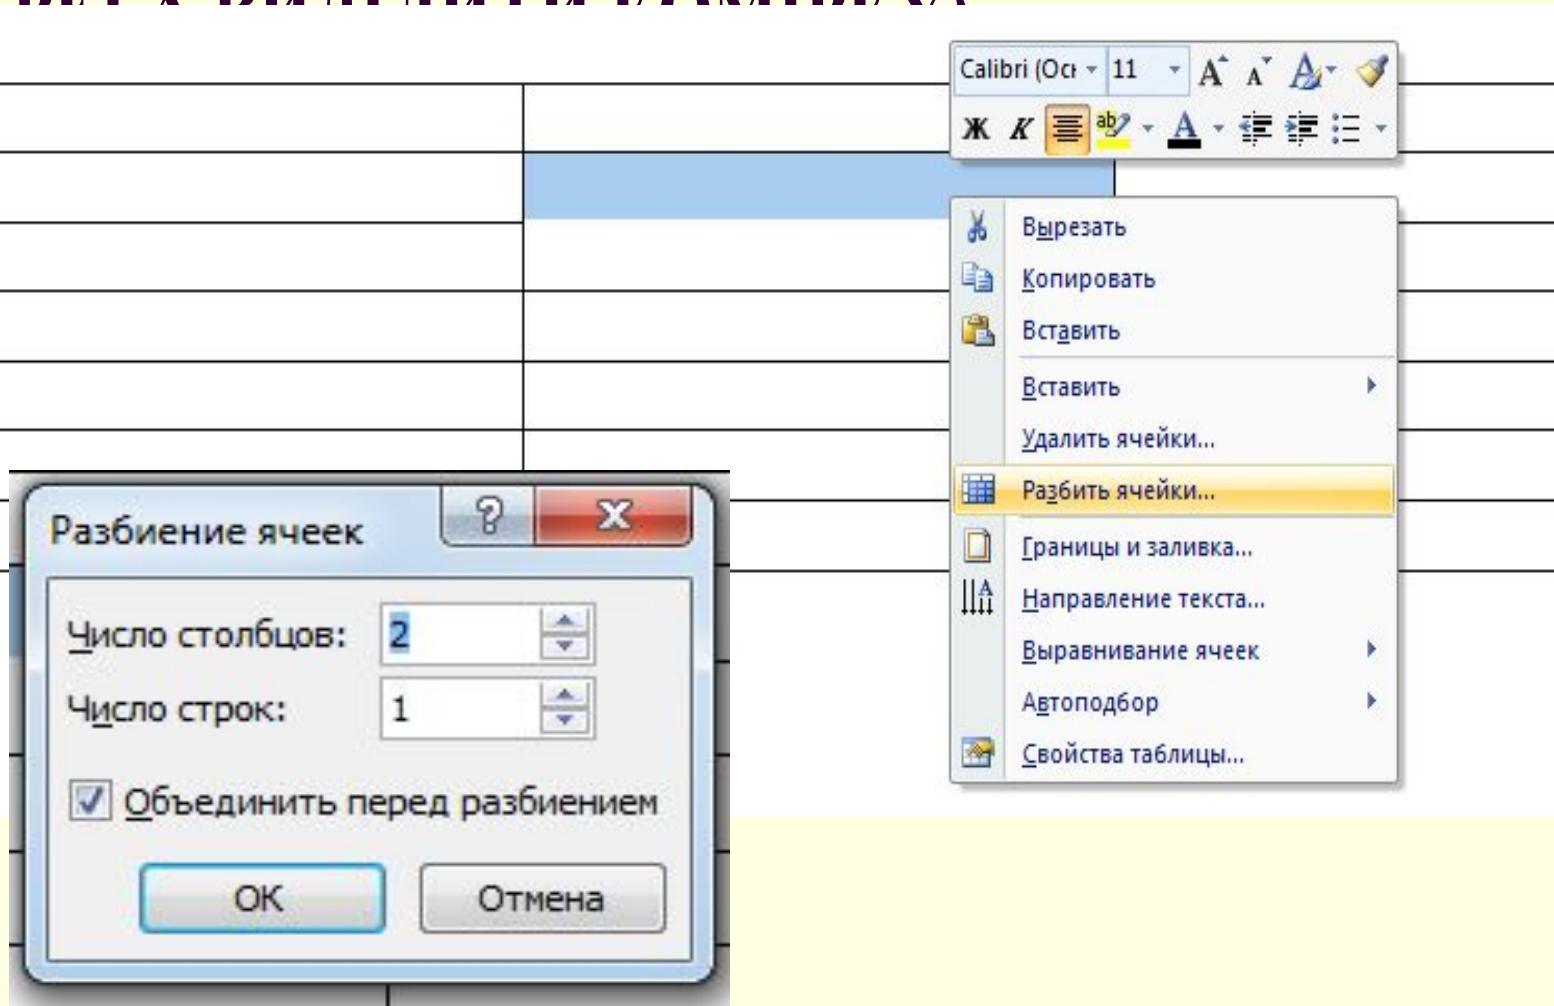 Calibri (Осн
11
Ж К
Вырезать
Копировать
Вставить
Вставить
Удалить ячейки...
Разбить ячейки...
Границы и заливка...
Направление текста...
Выравнивание ячеек
Автоподбор
Свойства таблицы...
Разбиение ячеек
Число столбцов: 2
Число строк: 1
Объединить перед разбиением
ОК Отмена